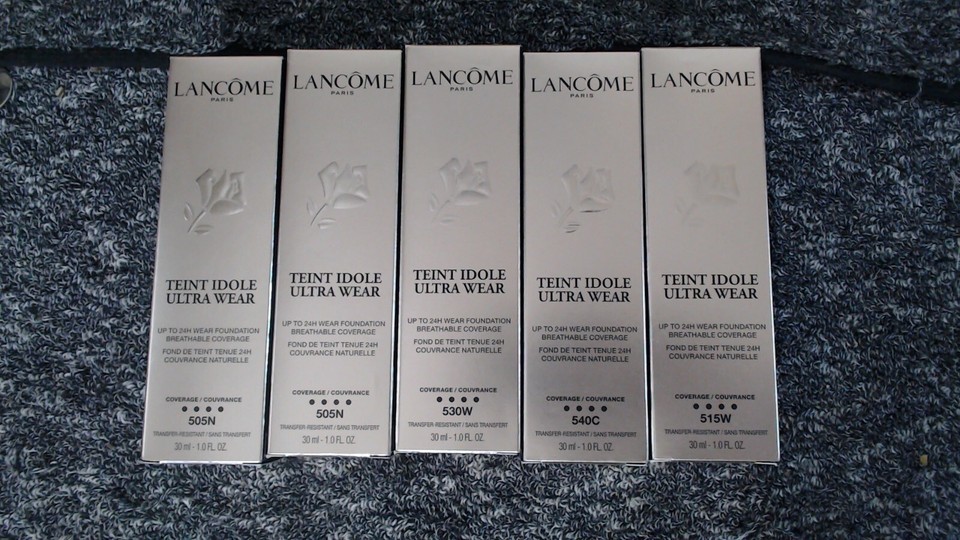 LANCÔME
PARIS
TEINT IDOLE
ULTRA WEAR
UP TO 24H WEAR FOUNDATION
BREATHABLE COVERAGE
FOND DE TEINT TENUE 24H
COUVRANCE NATURELLE
COVERAGE / COUVRANCE
505N
TRANSFER-RESISTANT / SANS TRANSFERT
30 ml - 1.0 FL. OZ.
LANCÔME
PARIS
TEINT IDOLE
ULTRA WEAR
UP TO 24H WEAR FOUNDATION
BREATHABLE COVERAGE
FOND DE TEINT TENUE 24H
COUVRANCE NATURELLE
COVERAGE / COUVRANCE
505N
TRANSFER-RESISTANT / SANS TRANSFERT
30 ml - 1.0 FL. OZ.
LANCÔME
PARIS
TEINT IDOLE
ULTRA WEAR
UP TO 24H WEAR FOUNDATION
BREATHABLE COVERAGE
FOND DE TEINT TENUE 24H
COUVRANCE NATURELLE
COVERAGE / COUVRANCE
530W
TRANSFER-RESISTANT / SANS TRANSFERT
30 ml - 1.0 FL. OZ.
LANCÔME
PARIS
TEINT IDOLE
ULTRA WEAR
UP TO 24H WEAR FOUNDATION
BREATHABLE COVERAGE
FOND DE TEINT TENUE 24H
COUVRANCE NATURELLE
COVERAGE / COUVRANCE
540C
TRANSFER-RESISTANT / SANS TRANSFERT
30 ml - 1.0 FL. OZ.
LANCÔME
PARIS
TEINT IDOLE
ULTRA WEAR
UP TO 24H WEAR FOUNDATION
BREATHABLE COVERAGE
FOND DE TEINT TENUE 24H
COUVRANCE NATURELLE
COVERAGE / COUVRANCE
515W
TRANSFER-RESISTANT / SANS TRANSFERT
30 ml - 1.0 FL. OZ.